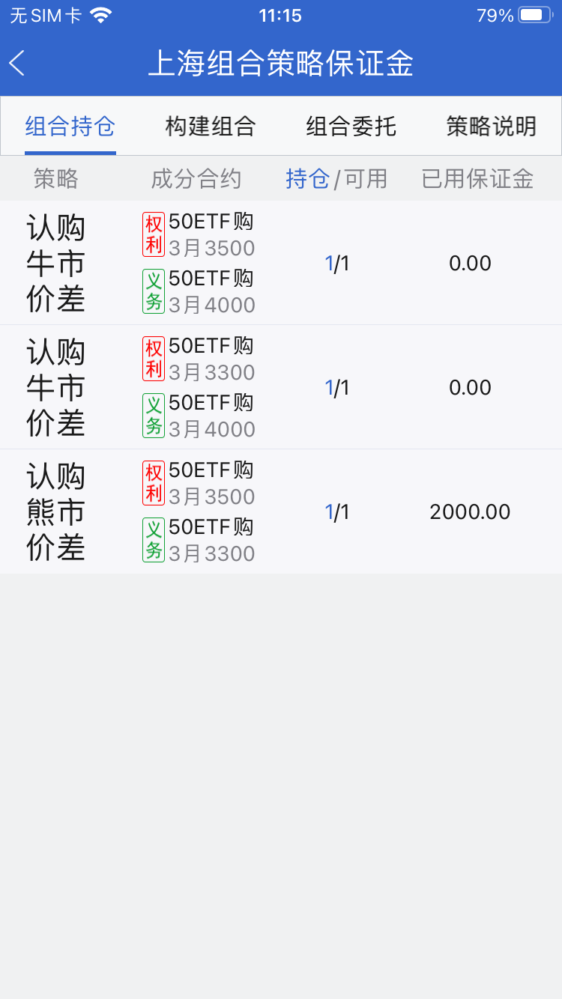 无SIM卡 11:15 79%
上海组合策略保证金
组合持仓 构建组合 组合委托 策略说明
策略 成分合约 持仓/可用 已用保证金
认购牛市价差 权利 50ETF购 3月3500 义务 50ETF购 3月4000 1/1 0.00
认购牛市价差 权利 50ETF购 3月3300 义务 50ETF购 3月4000 1/1 0.00
认购熊市价差 权利 50ETF购 3月3500 义务 50ETF购 3月3300 1/1 2000.00